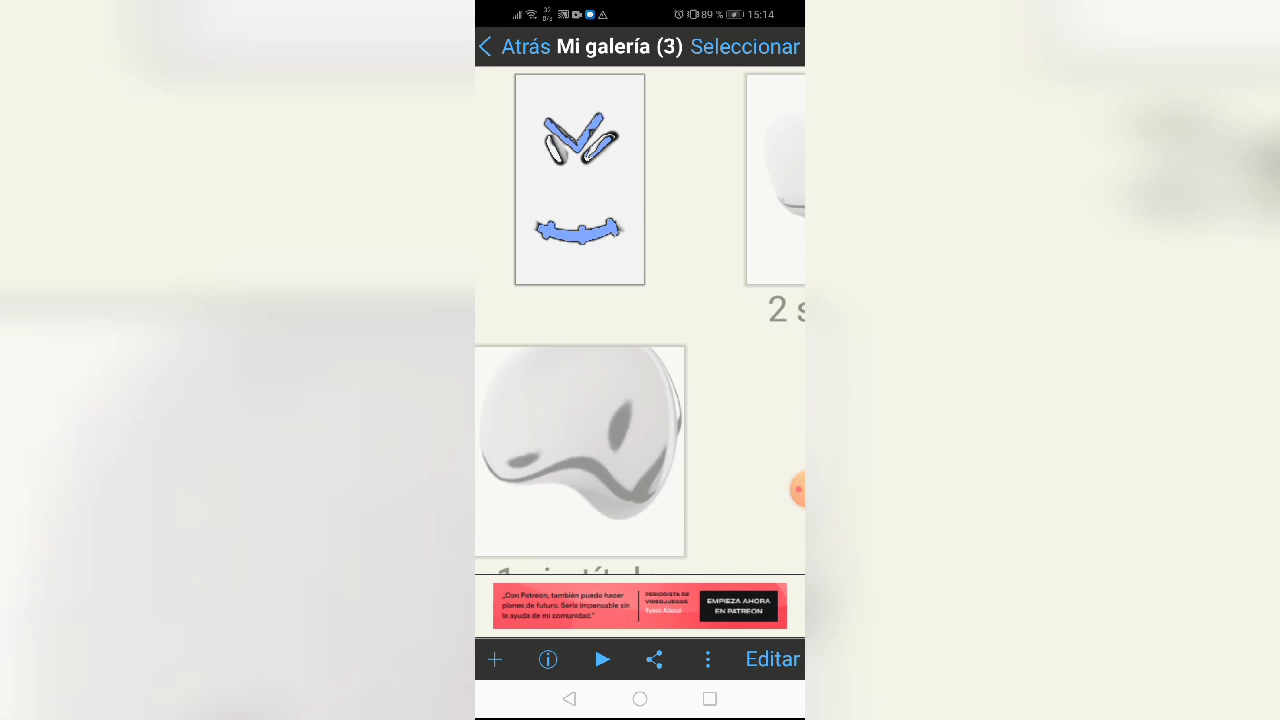 32
B/s
89 %
15:14
Atrás Mi galería (3) Seleccionar
2 s
„Con Patreon, también puedo hacer
planes de futuro. Sería impensable sin
la ayuda de mi comunidad.“
PERIODISTA DE
VIDEOJUEGOS
EMPIEZA AHORA
EN PATREON
Editar